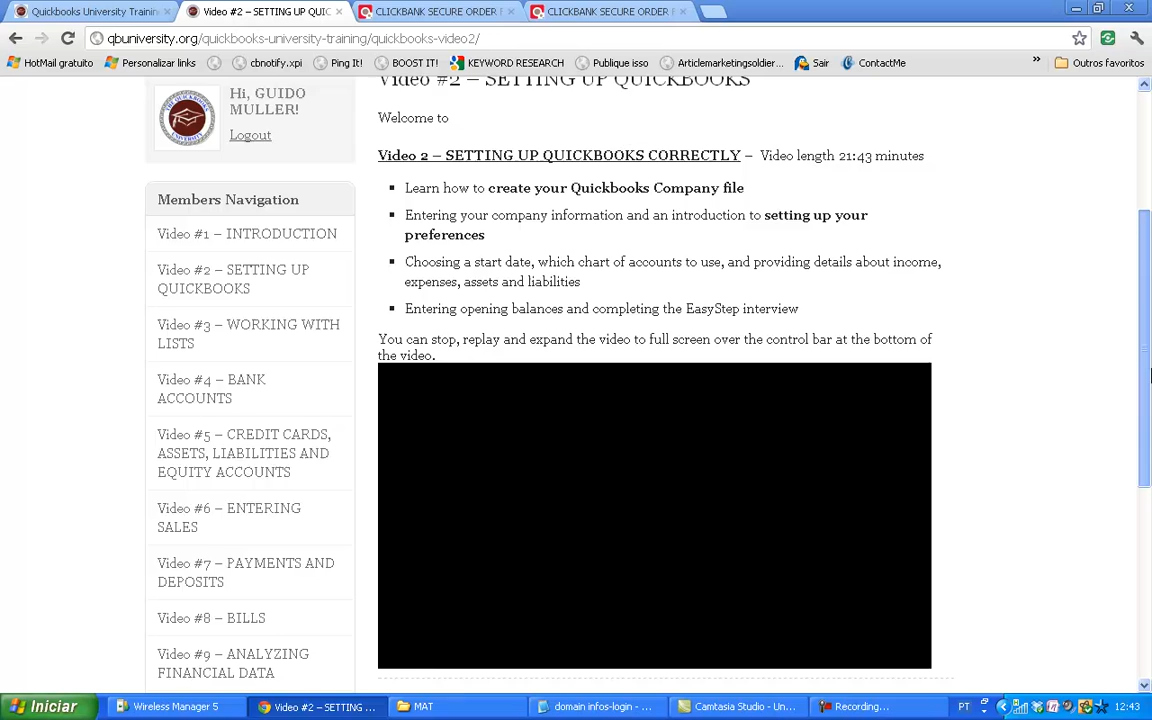 Quickbooks University Trainin
Video #2 – SETTING UP QUIC
CLICKBANK SECURE ORDER F
CLICKBANK SECURE ORDER F
qbuniversity.org/quickbooks-university-training/quickbooks-video2/
HotMail gratuito
Personalizar links
cbnotify.xpi
Ping It!
BOOST IT!
KEYWORD RESEARCH
Publique isso
Articlemarketingsoldier...
Sair
ContactMe
»
Outros favoritos
Video #2 – SETTING UP QUICKBOOKS
Hi, GUIDO
MULLER!
Logout
Welcome to
Video 2 – SETTING UP QUICKBOOKS CORRECTLY – Video length 21:43 minutes
Learn how to create your Quickbooks Company file
Entering your company information and an introduction to setting up your
preferences
Choosing a start date, which chart of accounts to use, and providing details about income,
expenses, assets and liabilities
Entering opening balances and completing the EasyStep interview
You can stop, replay and expand the video to full screen over the control bar at the bottom of
the video.
Members Navigation
Video #1 – INTRODUCTION
Video #2 – SETTING UP
QUICKBOOKS
Video #3 – WORKING WITH
LISTS
Video #4 – BANK
ACCOUNTS
Video #5 – CREDIT CARDS,
ASSETS, LIABILITIES AND
EQUITY ACCOUNTS
Video #6 – ENTERING
SALES
Video #7 – PAYMENTS AND
DEPOSITS
Video #8 – BILLS
Video #9 – ANALYZING
FINANCIAL DATA
Iniciar
Wireless Manager 5
Video #2 – SETTING ...
MAT
domain infos-login - ...
Camtasia Studio - Un...
Recording...
PT
12:43